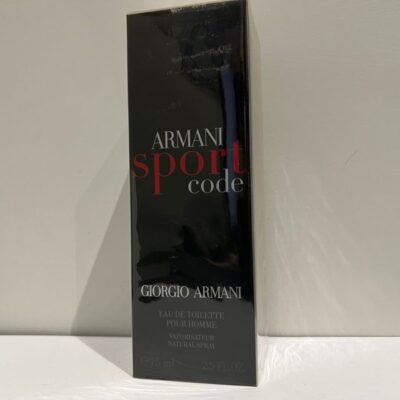 ARMANI
sport
code
GIORGIO ARMANI
EAU DE TOILETTE
POUR HOMME
VAPORISATEUR
NATURAL SPRAY
e 75 ml 2.5 FL.OZ.